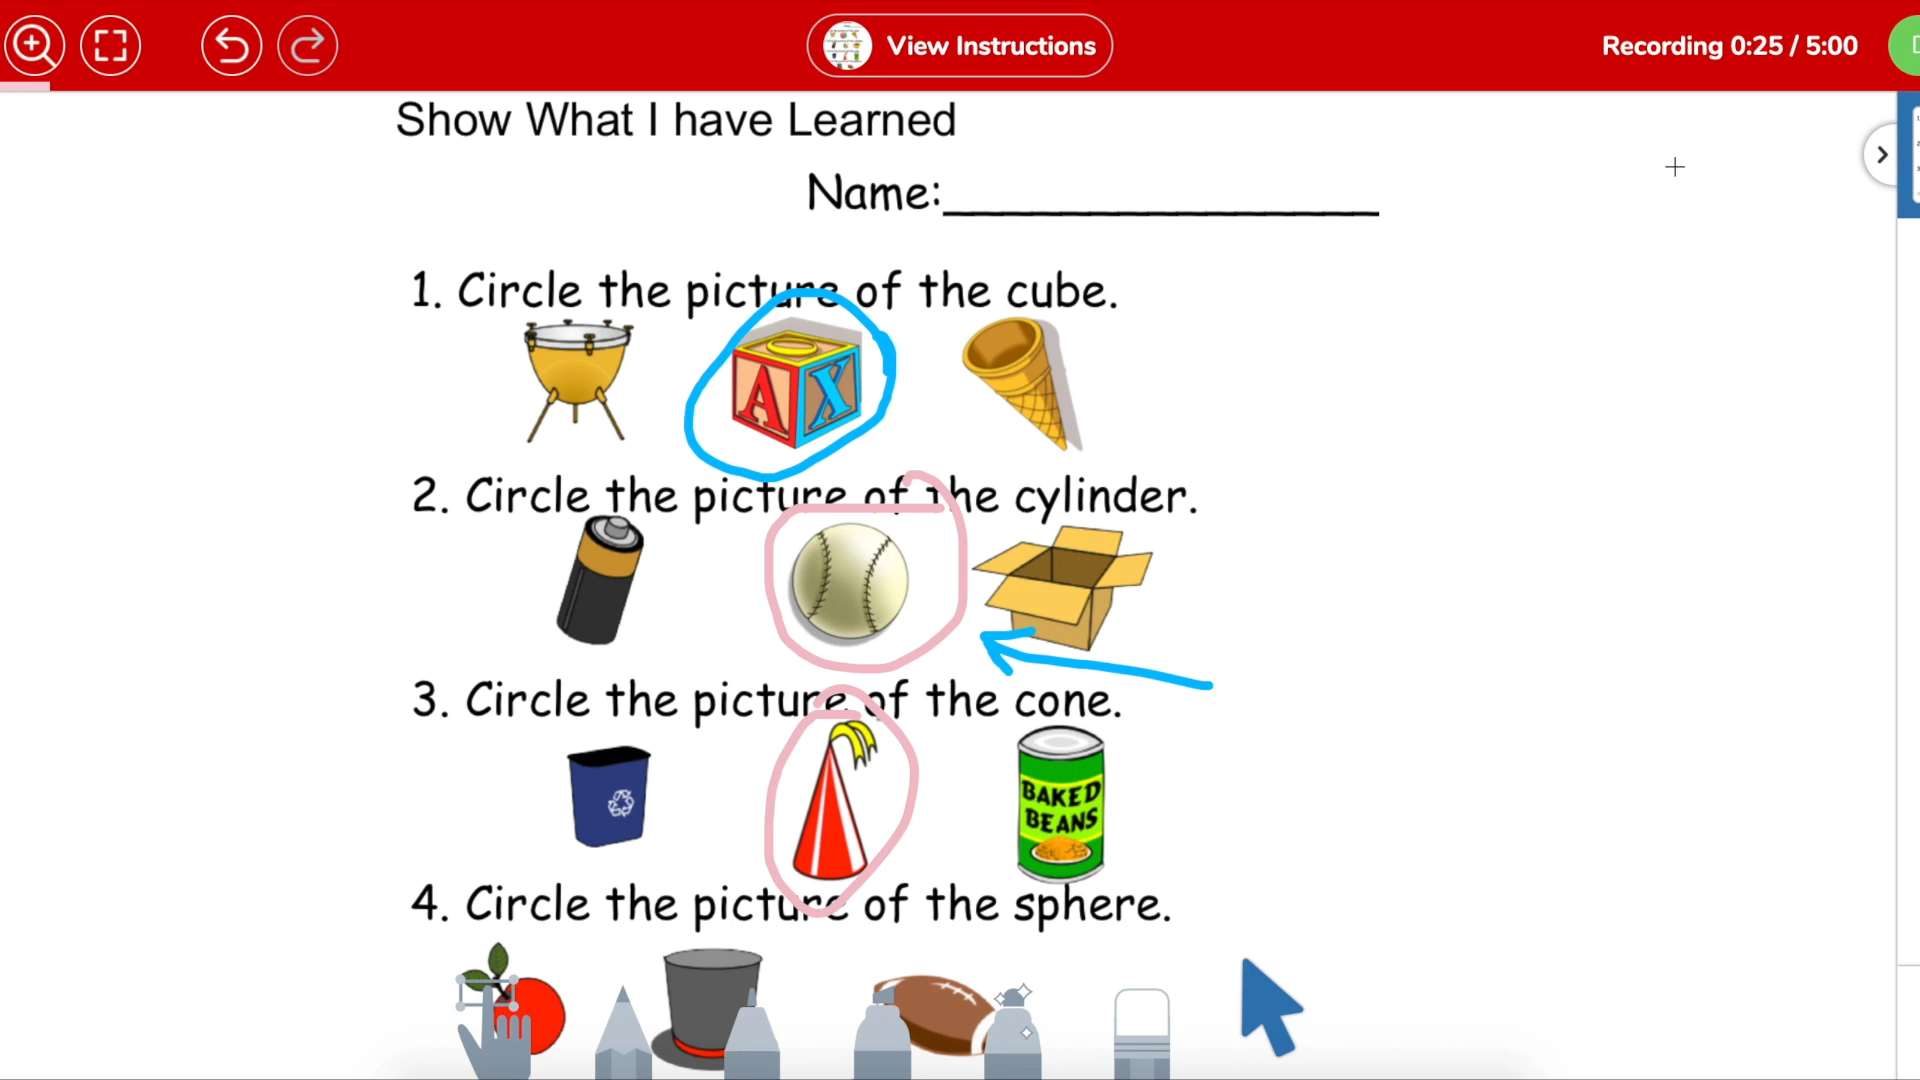 View Instructions
Recording 0:25 / 5:00
Show What I have Learned
Name:_________________
1. Circle the picture of the cube.
A X
2. Circle the picture of the cylinder.
3. Circle the picture of the cone.
BAKED
BEANS
4. Circle the picture of the sphere.